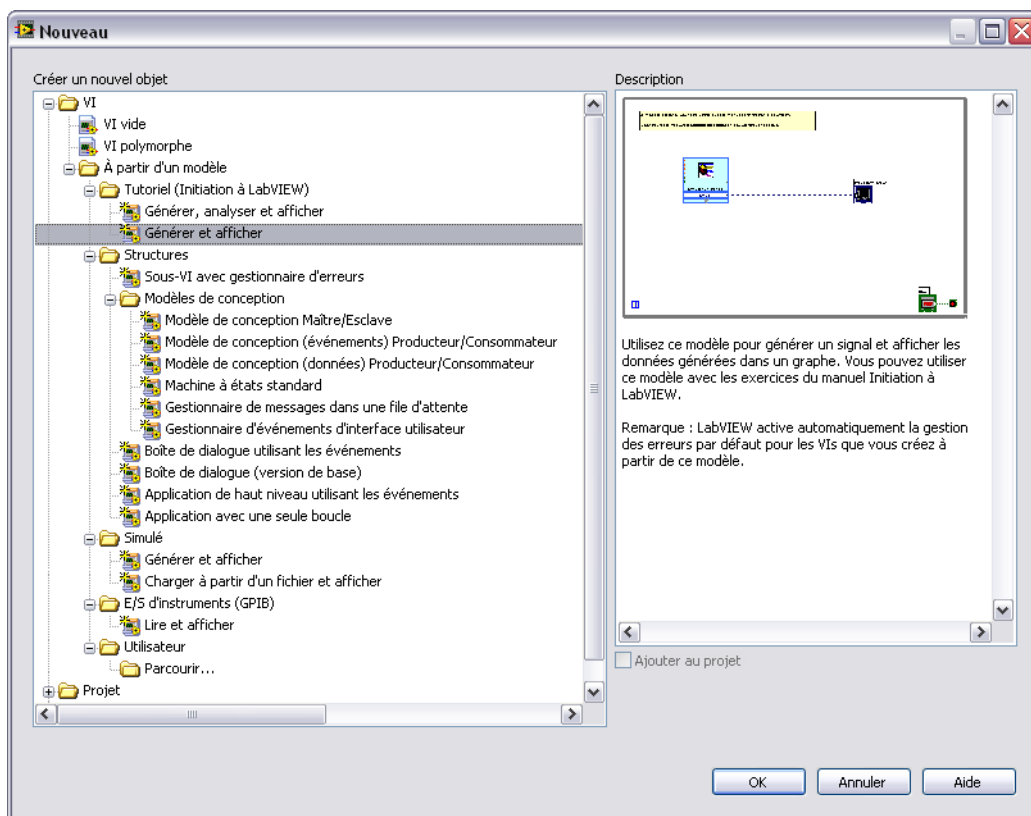 Nouveau
Créer un nouvel objet
VI
VI vide
VI polymorphe
À partir d'un modèle
Tutoriel (Initiation à LabVIEW)
Générer, analyser et afficher
Générer et afficher
Structures
Sous-VI avec gestionnaire d'erreurs
Modèles de conception
Modèle de conception Maître/Esclave
Modèle de conception (événements) Producteur/Consommateur
Modèle de conception (données) Producteur/Consommateur
Machine à états standard
Gestionnaire de messages dans une file d'attente
Gestionnaire d'événements d'interface utilisateur
Boîte de dialogue utilisant les événements
Boîte de dialogue (version de base)
Application de haut niveau utilisant les événements
Application avec une seule boucle
Simulé
Générer et afficher
Charger à partir d'un fichier et afficher
E/S d'instruments (GPIB)
Lire et afficher
Utilisateur
Parcourir...
Projet
Description
Utilisez ce modèle pour générer un signal et afficher les
données générées dans un graphe. Vous pouvez utiliser
ce modèle avec les exercices du manuel Initiation à
LabVIEW.
Remarque : LabVIEW active automatiquement la gestion
des erreurs par défaut pour les VIs que vous créez à
partir de ce modèle.
Ajouter au projet
OK
Annuler
Aide